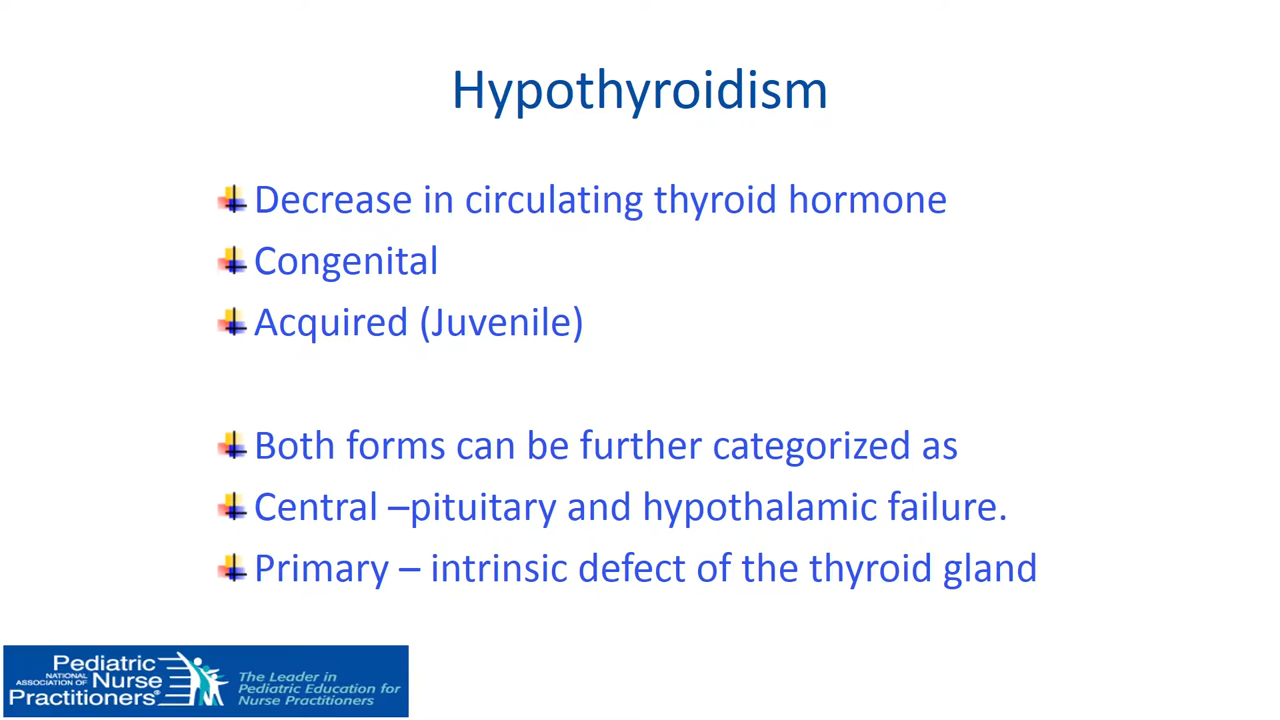 Hypothyroidism
Decrease in circulating thyroid hormone
Congenital
Acquired (Juvenile)
Both forms can be further categorized as
Central –pituitary and hypothalamic failure.
Primary – intrinsic defect of the thyroid gland
Pediatric
NATIONAL
ASSOCIATION OF Nurse
Practitioners®
The Leader in
Pediatric Education for
Nurse Practitioners